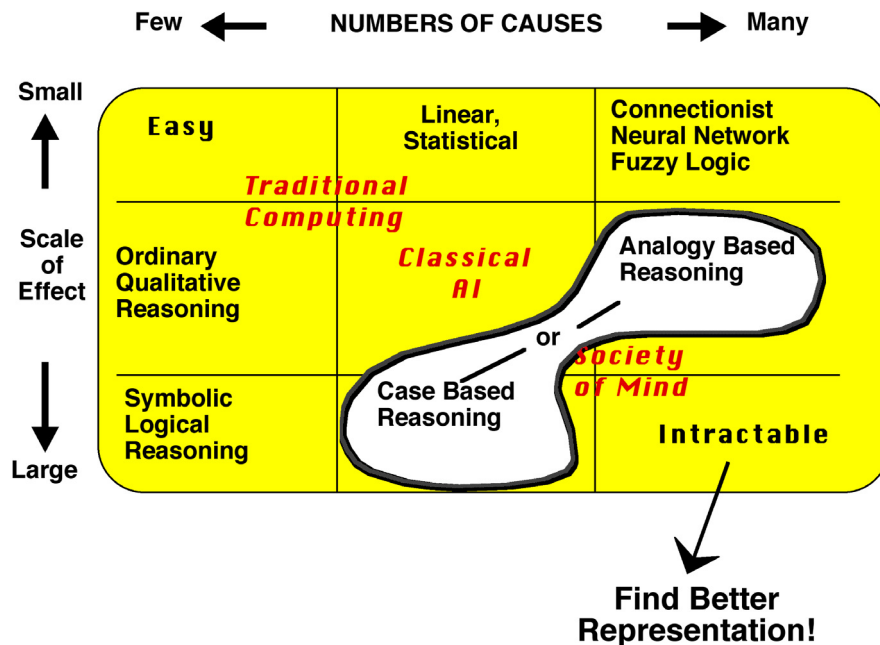 Few NUMBERS OF CAUSES Many
Small
Scale
of
Effect
Large
Easy
Linear,
Statistical
Connectionist
Neural Network
Fuzzy Logic
Traditional
Computing
Ordinary
Qualitative
Reasoning
Classical
AI
Analogy Based
Reasoning
or
Society
of Mind
Symbolic
Logical
Reasoning
Case Based
Reasoning
Intractable
Find Better
Representation!